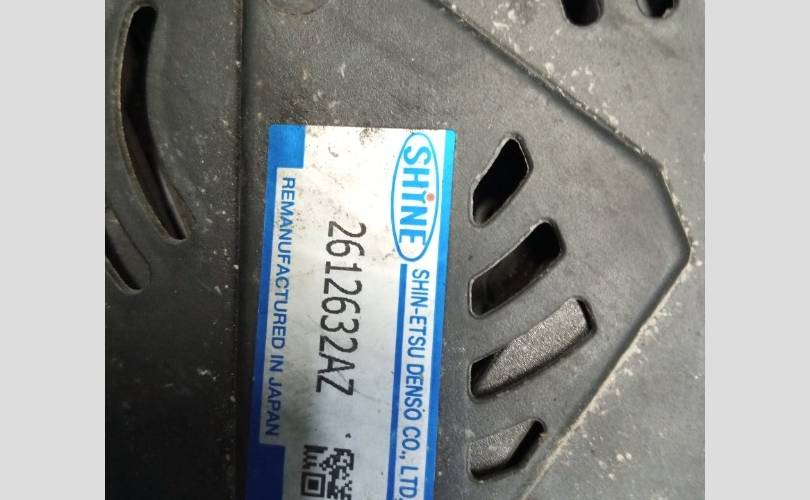 SHiNE SHIN-ETSU DENSO CO., LTD.
2612632AZ
REMANUFACTURED IN JAPAN